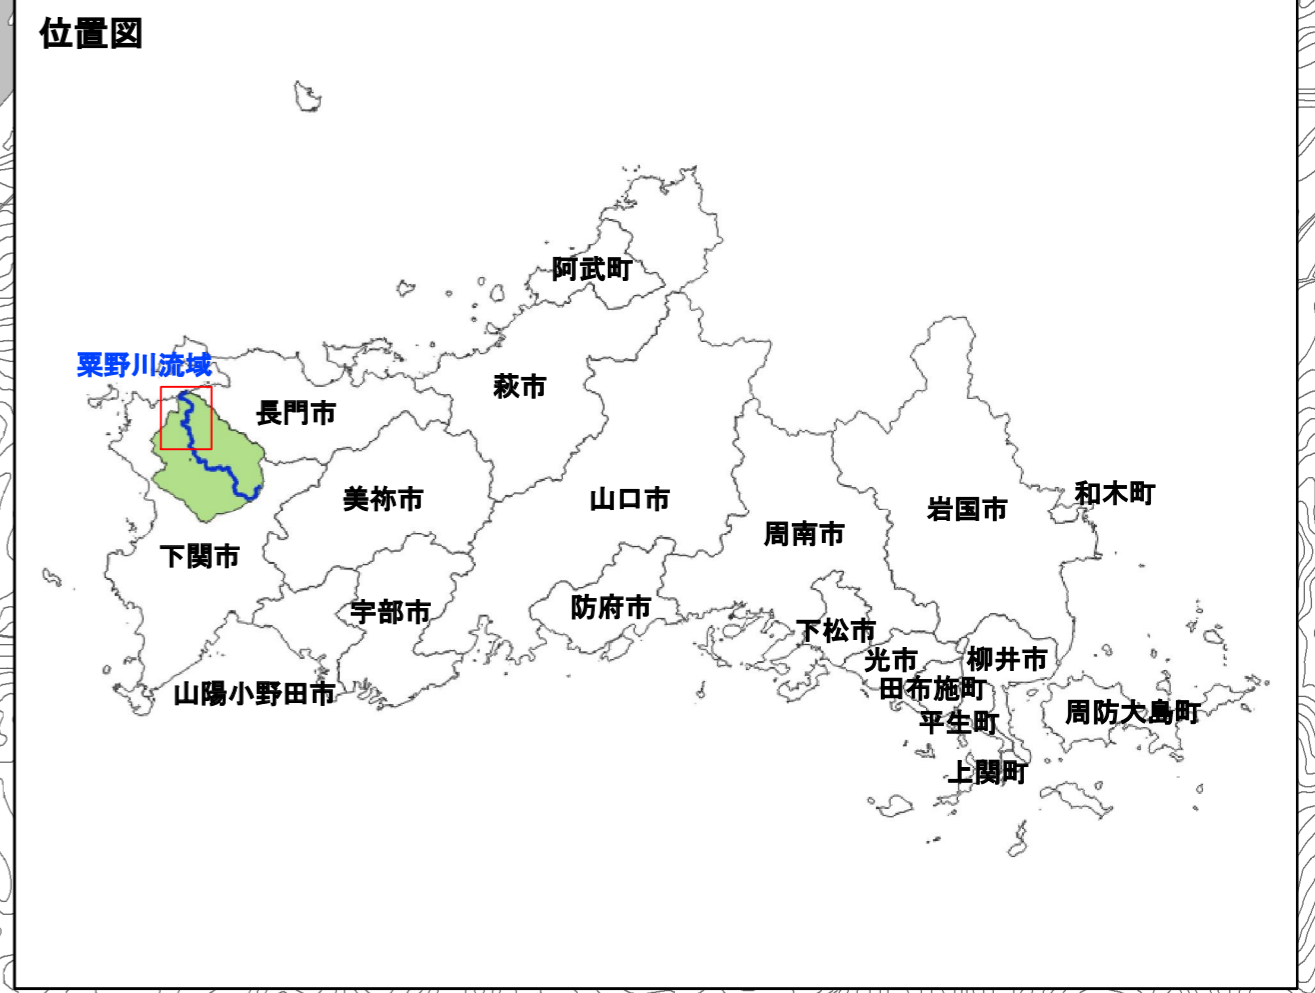 位置図
阿武町
粟野川流域
萩市
長門市
美祢市
山口市
和木町
岩国市
周南市
下関市
宇部市
防府市
下松市
光市
柳井市
田布施町
山陽小野田市
周防大島町
平生町
上関町